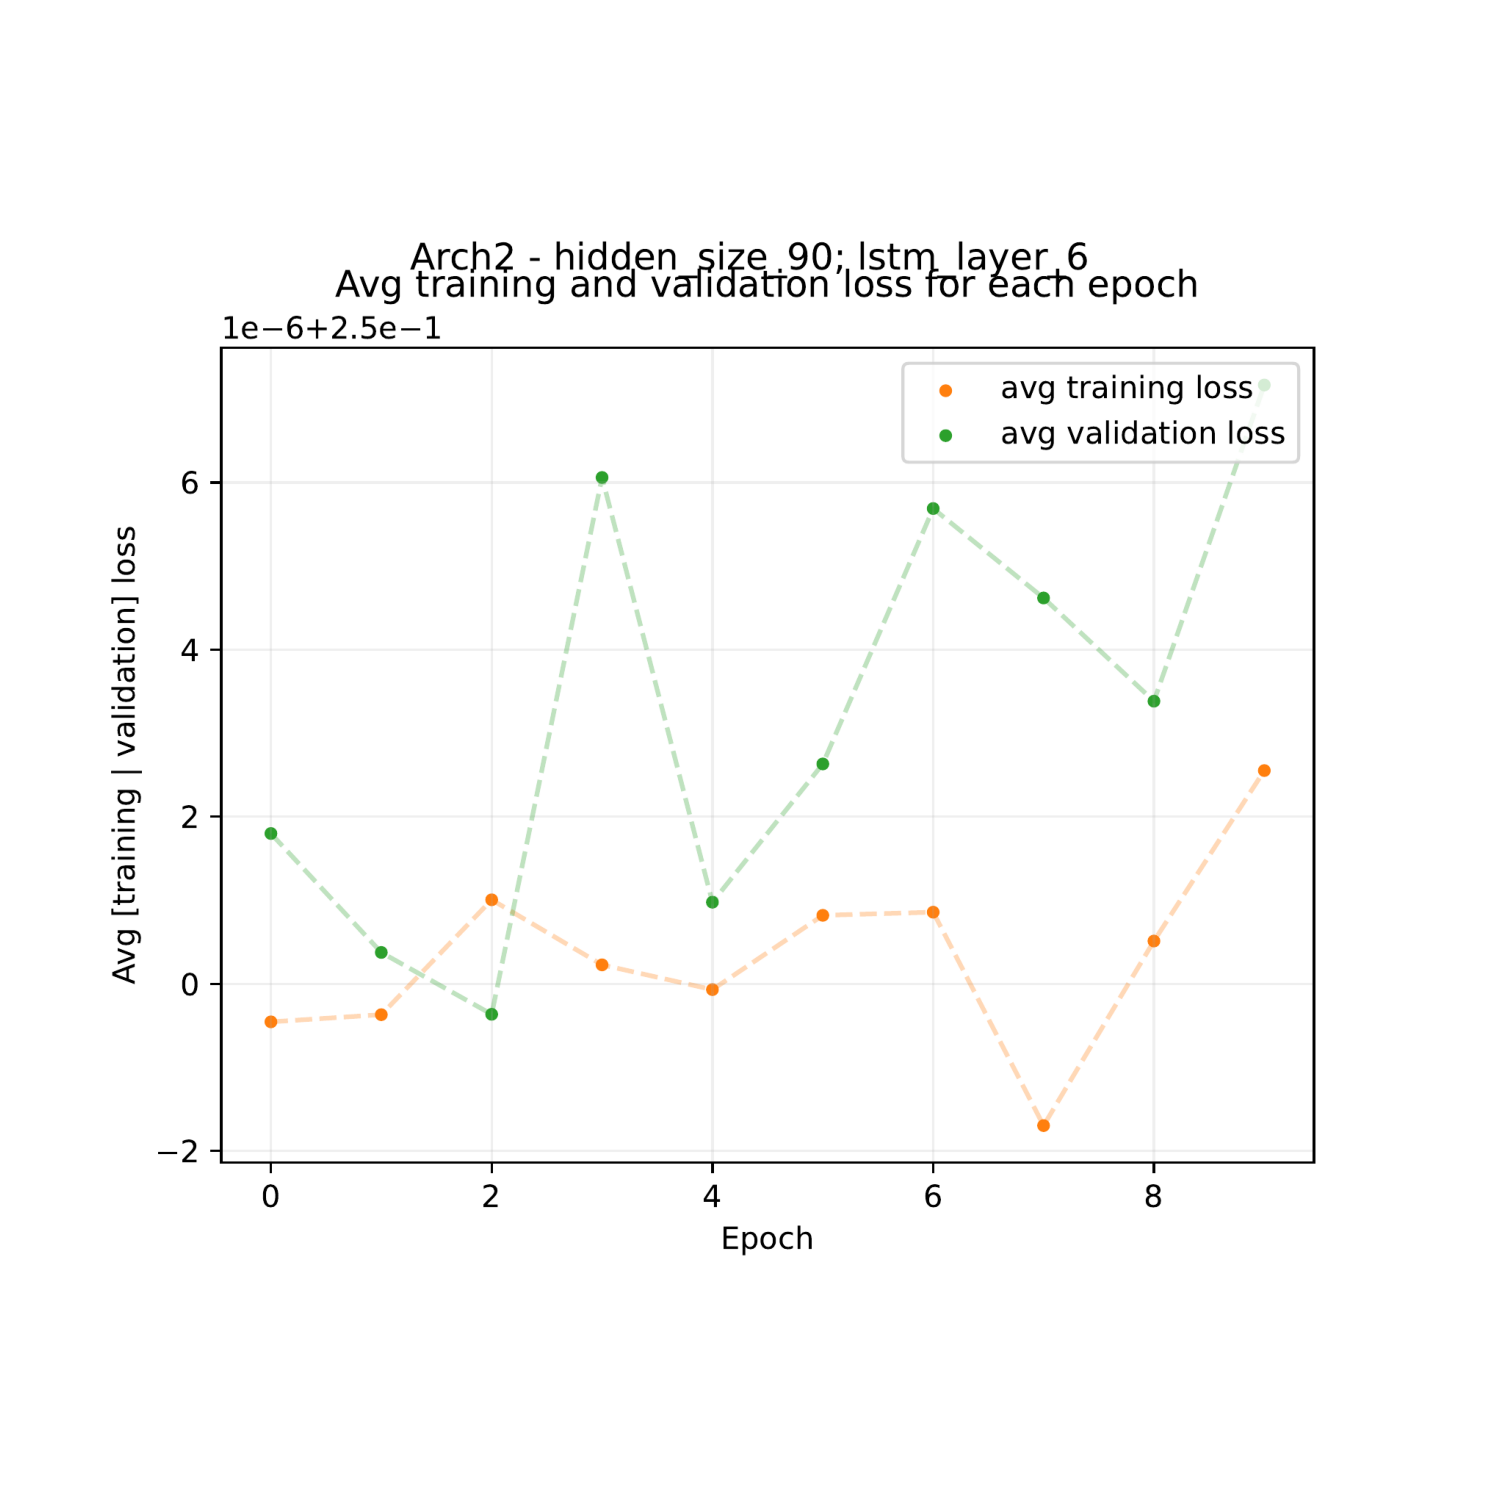 Arch2 - hidden_size_90; lstm_layer_6
Avg training and validation loss for each epoch
1e−6+2.5e−1
avg training loss
avg validation loss
6
4
2
0
−2
Avg [training | validation] loss
0 2 4 6 8
Epoch